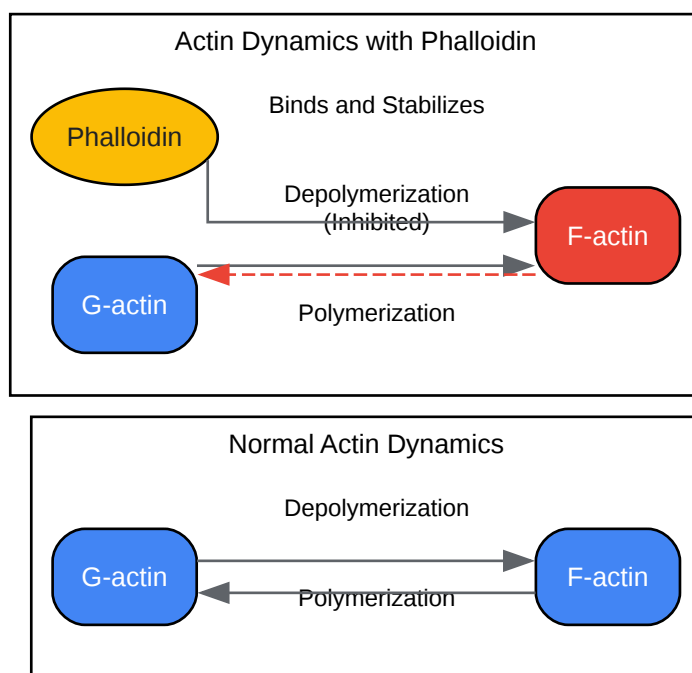 Actin Dynamics with Phalloidin
Binds and Stabilizes
Phalloidin
Depolymerization
(Inhibited)
F-actin
G-actin
Polymerization
Normal Actin Dynamics
Depolymerization
G-actin
F-actin
Polymerization